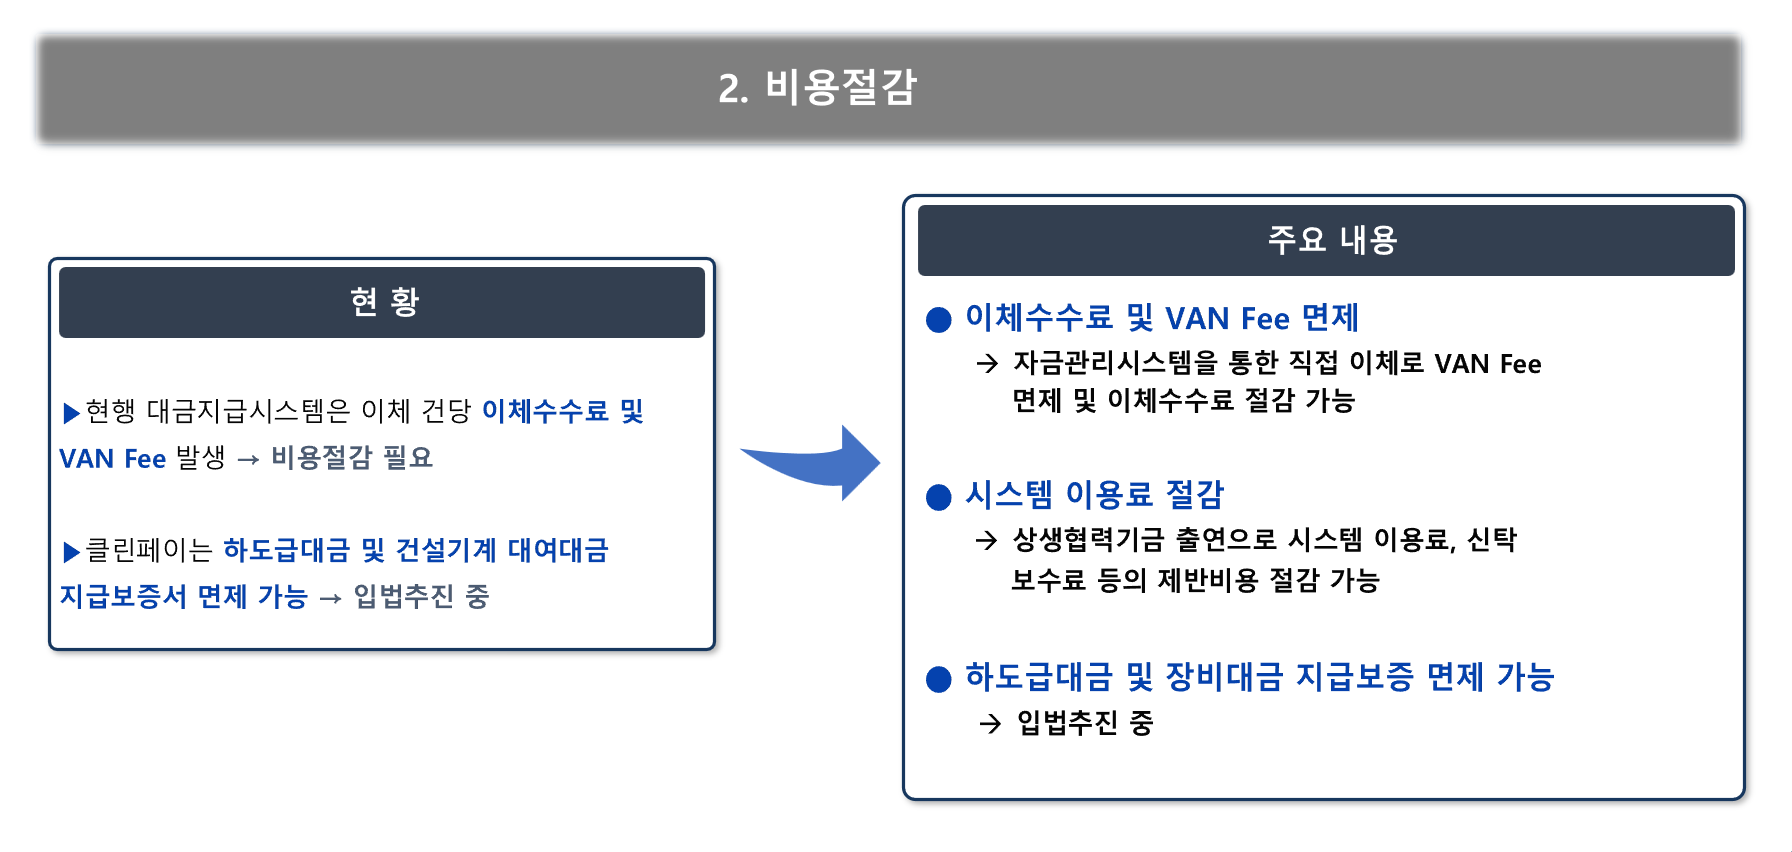 2. 비용절감
현 황
▶현행 대금지급시스템은 이체 건당 이체수수료 및
VAN Fee 발생 → 비용절감 필요
▶클린페이는 하도급대금 및 건설기계 대여대금
지급보증서 면제 가능 → 입법추진 중
주요 내용
● 이체수수료 및 VAN Fee 면제
→ 자금관리시스템을 통한 직접 이체로 VAN Fee
면제 및 이체수수료 절감 가능
● 시스템 이용료 절감
→ 상생협력기금 출연으로 시스템 이용료, 신탁
보수료 등의 제반비용 절감 가능
● 하도급대금 및 장비대금 지급보증 면제 가능
→ 입법추진 중